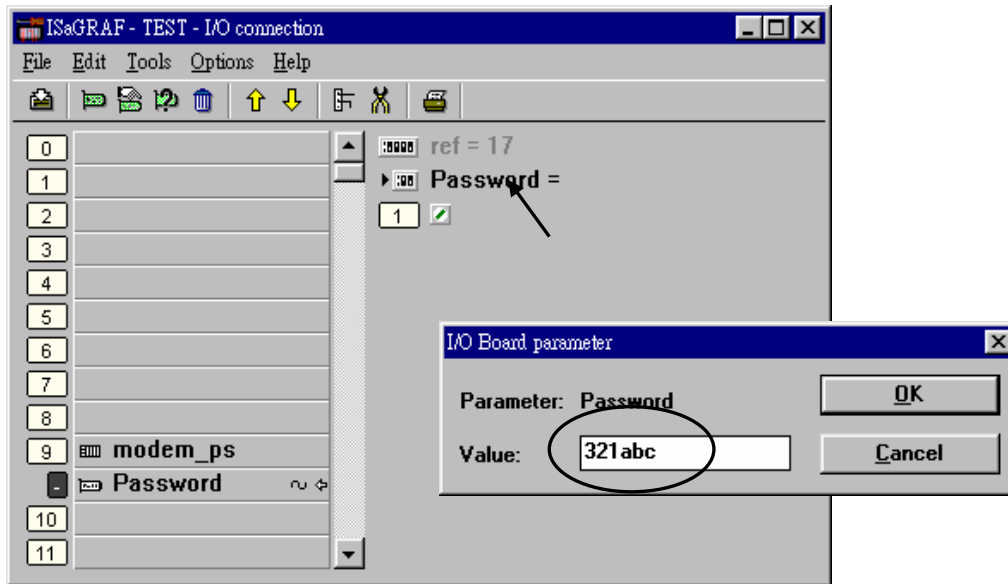 ISaGRAF - TEST - I/O connection
File Edit Tools Options Help
0
1
2
3
4
5
6
7
8
9 modem_ps
- Password
10
11
ref = 17
Password =
1
I/O Board parameter
Parameter: Password
OK
Value: 321abc
Cancel